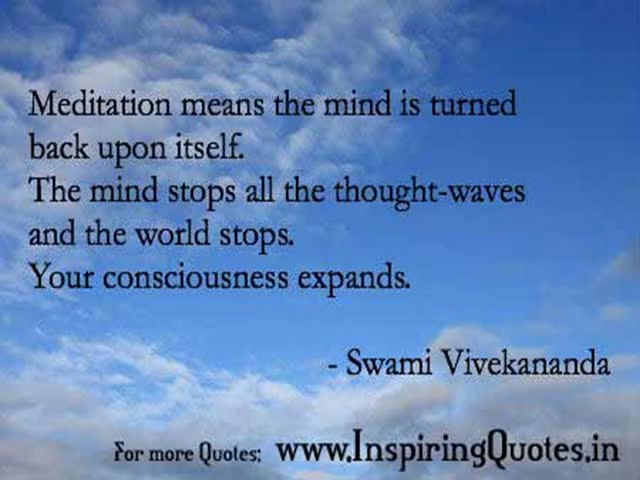 Meditation means the mind is turned
back upon itself.
The mind stops all the thought-waves
and the world stops.
Your consciousness expands.
- Swami Vivekananda
For more Quotes: www.InspiringQuotes.in